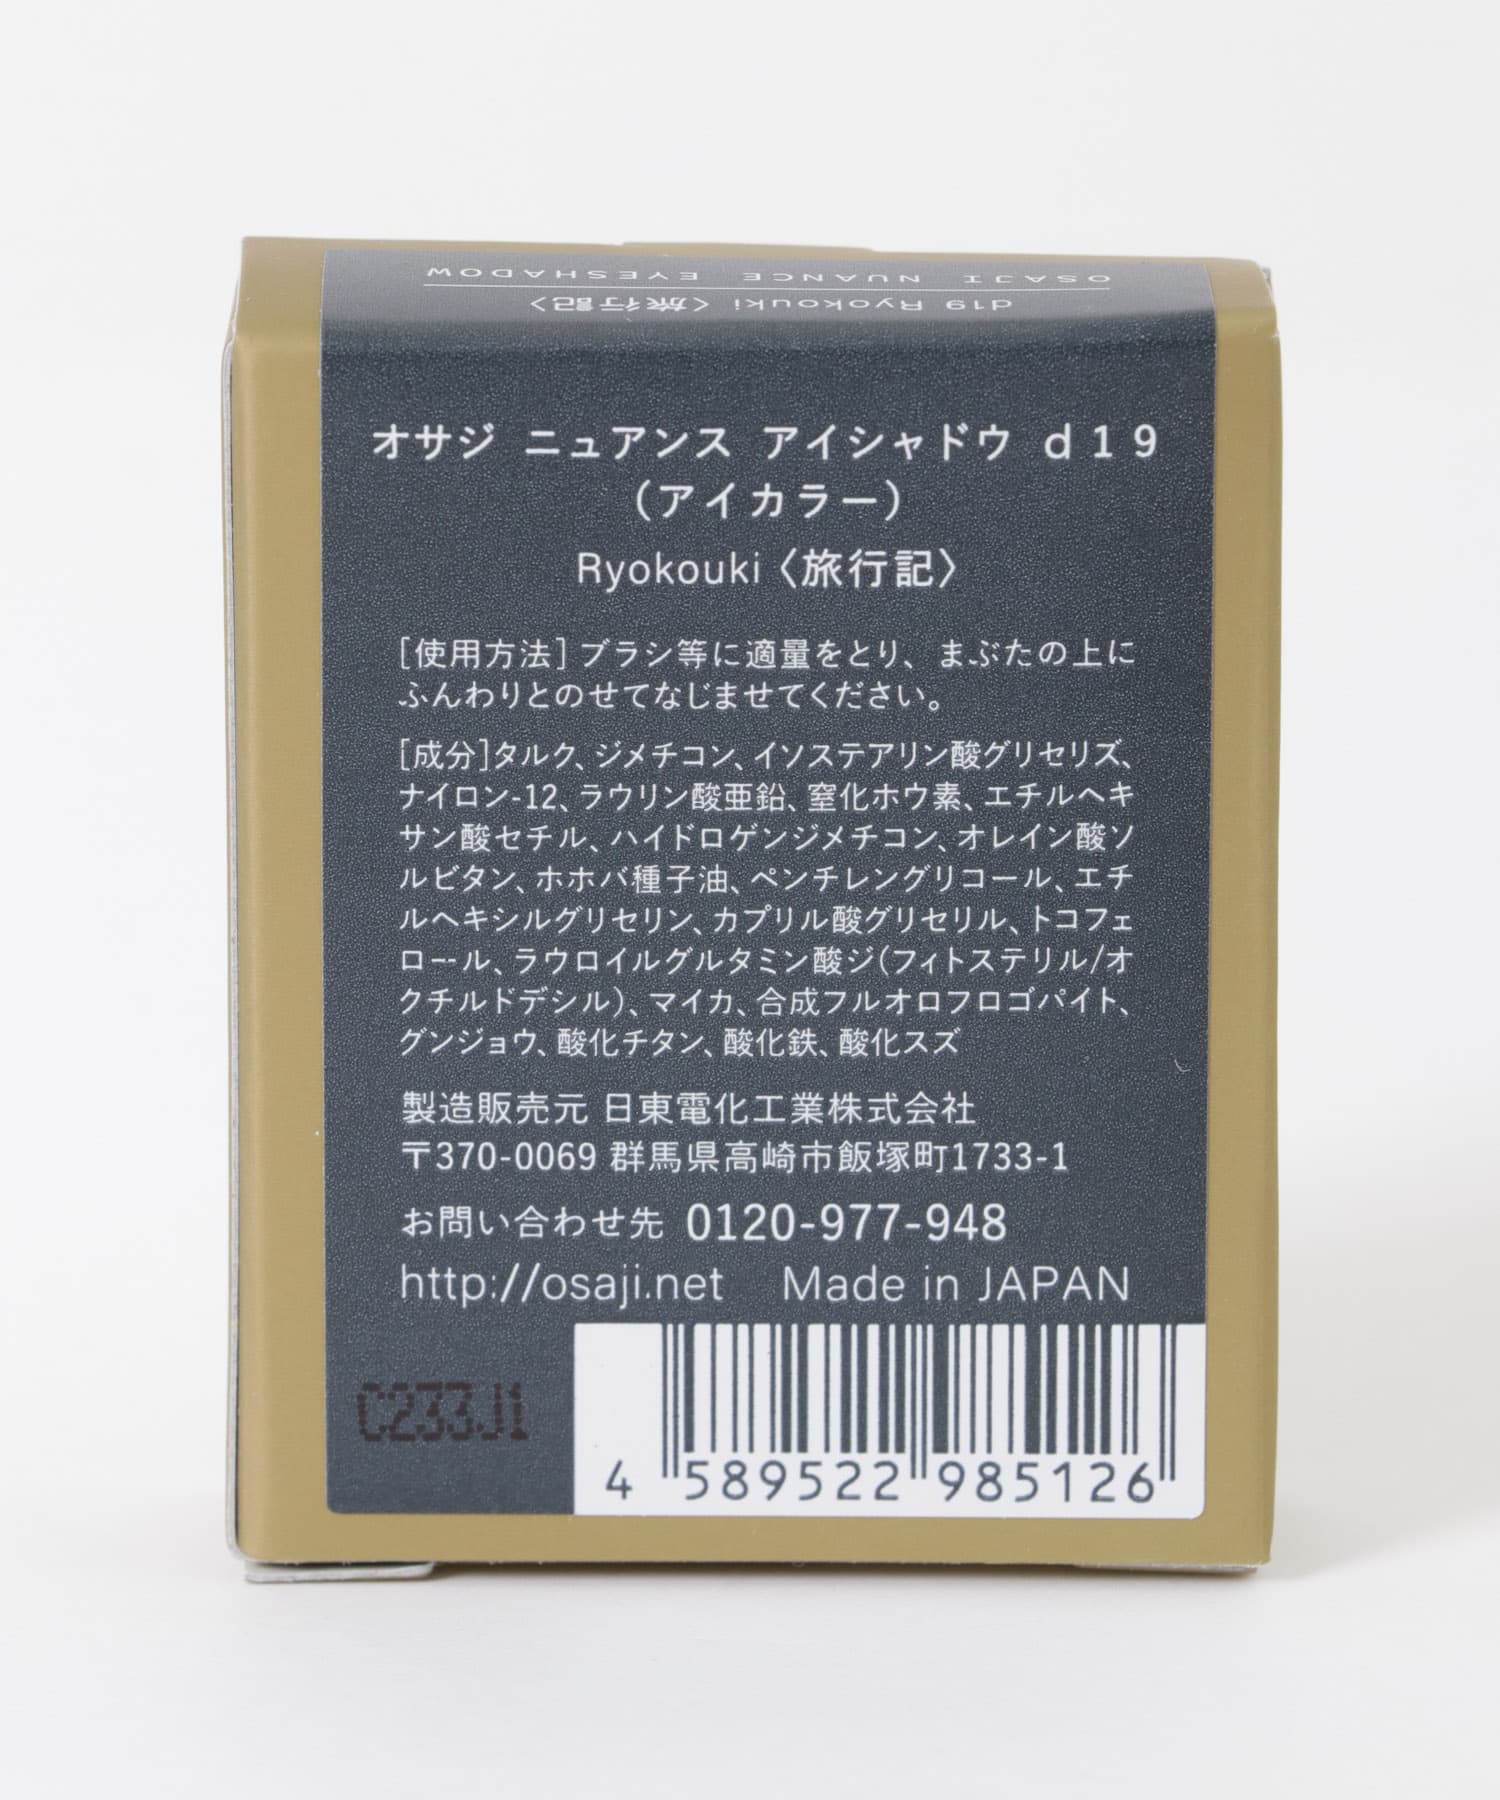 OSAJI NUANCE EYESHADOW
d19 Ryokouki〈旅行記〉
オサジ ニュアンス アイシャドウ d19
（アイカラー）
Ryokouki〈旅行記〉
［使用方法］ブラシ等に適量をとり、まぶたの上に
ふんわりとのせてなじませてください。
［成分］タルク、ジメチコン、イソステアリン酸グリセリズ、
ナイロン-12、ラウリン酸亜鉛、窒化ホウ素、エチルヘキ
サン酸セチル、ハイドロゲンジメチコン、オレイン酸ソ
ルビタン、ホホバ種子油、ペンチレングリコール、エチ
ルヘキシルグリセリン、カプリル酸グリセリル、トコフェ
ロール、ラウロイルグルタミン酸ジ(フィトステリル/オ
クチルドデシル)、マイカ、合成フルオロフロゴパイト、
グンジョウ、酸化チタン、酸化鉄、酸化スズ
製造販売元 日東電化工業株式会社
〒370-0069 群馬県高崎市飯塚町1733-1
お問い合わせ先 0120-977-948
http://osaji.net Made in JAPAN
C233J1
4 589522 985126